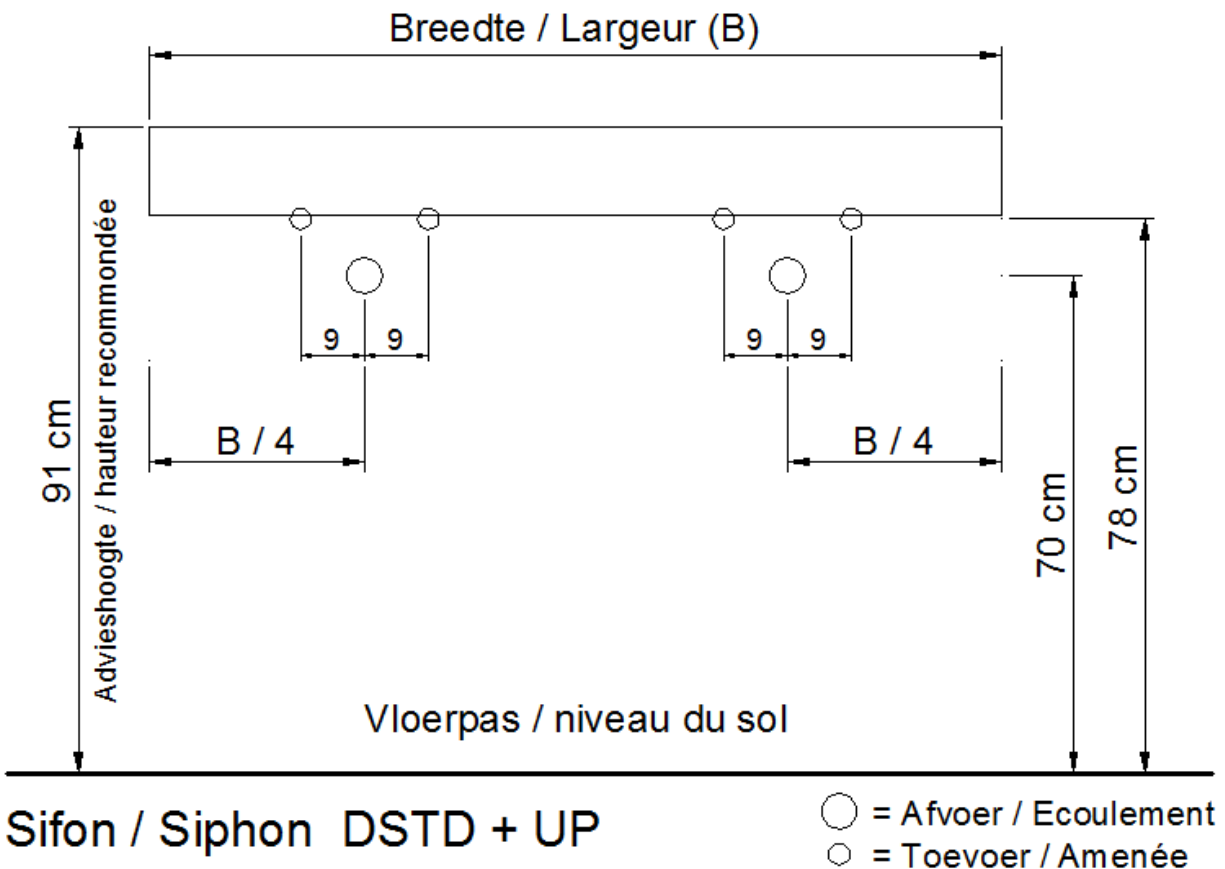 Breedte / Largeur (B)
91 cm
Advieshoogte / hauteur recommondée
9
9
9
9
B / 4
B / 4
70 cm
78 cm
Vloerpas / niveau du sol
Sifon / Siphon DSTD + UP
= Afvoer / Ecoulement
= Toevoer / Amenée